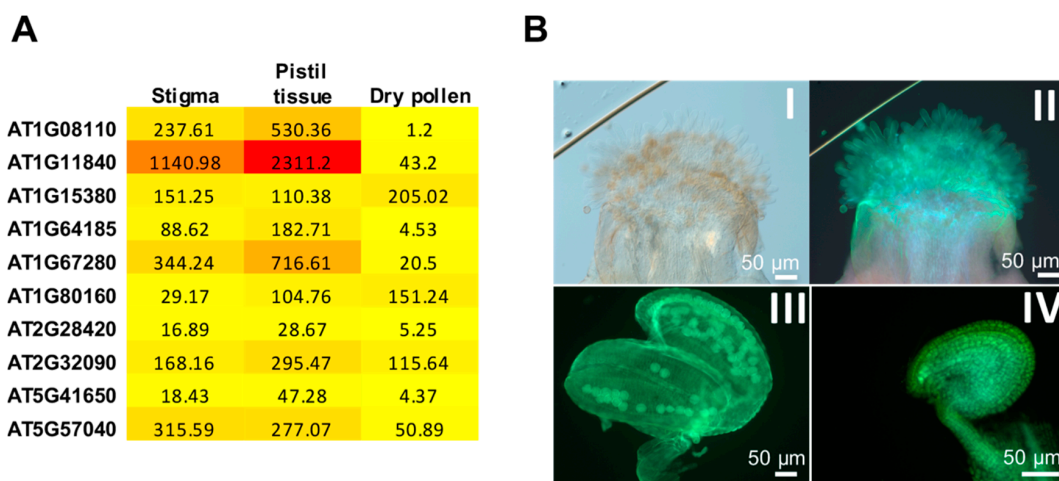 A
B
Pistil
Stigma tissue Dry pollen
AT1G08110 237.61 530.36 1.2
AT1G11840 1140.98 2311.2 43.2
AT1G15380 151.25 110.38 205.02
AT1G64185 88.62 182.71 4.53
AT1G67280 344.24 716.61 20.5
AT1G80160 29.17 104.76 151.24
AT2G28420 16.89 28.67 5.25
AT2G32090 168.16 295.47 115.64
AT5G41650 18.43 47.28 4.37
AT5G57040 315.59 277.07 50.89
I
II
50 µm
50 µm
III
IV
50 µm
50 µm